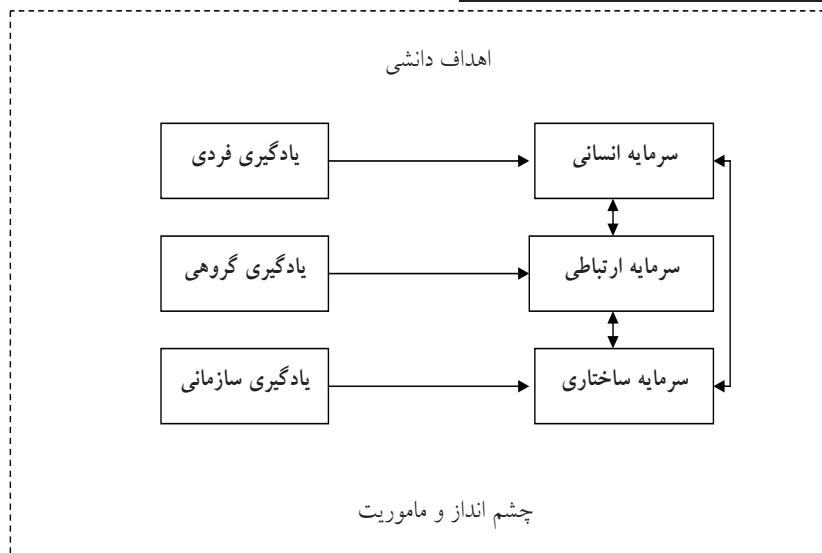 اهداف دانشی
سرمایه انسانی
یادگیری فردی
سرمایه ارتباطی
یادگیری گروهی
سرمایه ساختاری
یادگیری سازمانی
چشم انداز و ماموریت